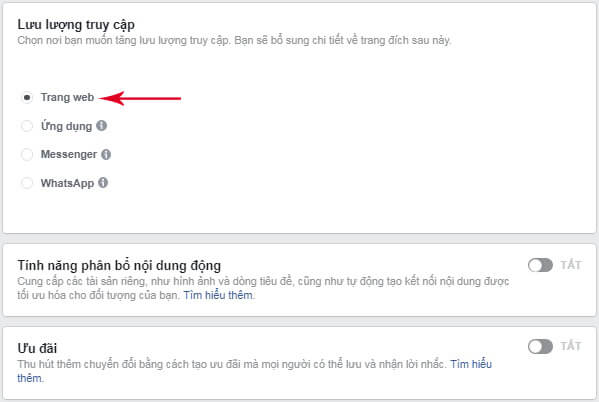 Lưu lượng truy cập
Chọn nơi bạn muốn tăng lưu lượng truy cập. Bạn sẽ bổ sung chi tiết về trang đích sau này.
Trang web
Ứng dụng
Messenger
WhatsApp
Tính năng phân bổ nội dung động
TẮT
Cung cấp các tài sản riêng, như hình ảnh và dòng tiêu đề, cũng như tự động tạo kết nối nội dung được
tối ưu hóa cho đối tượng của bạn. Tìm hiểu thêm.
Ưu đãi
TẮT
Thu hút thêm chuyển đổi bằng cách tạo ưu đãi mà mọi người có thể lưu và nhận lời nhắc. Tìm hiểu
thêm.